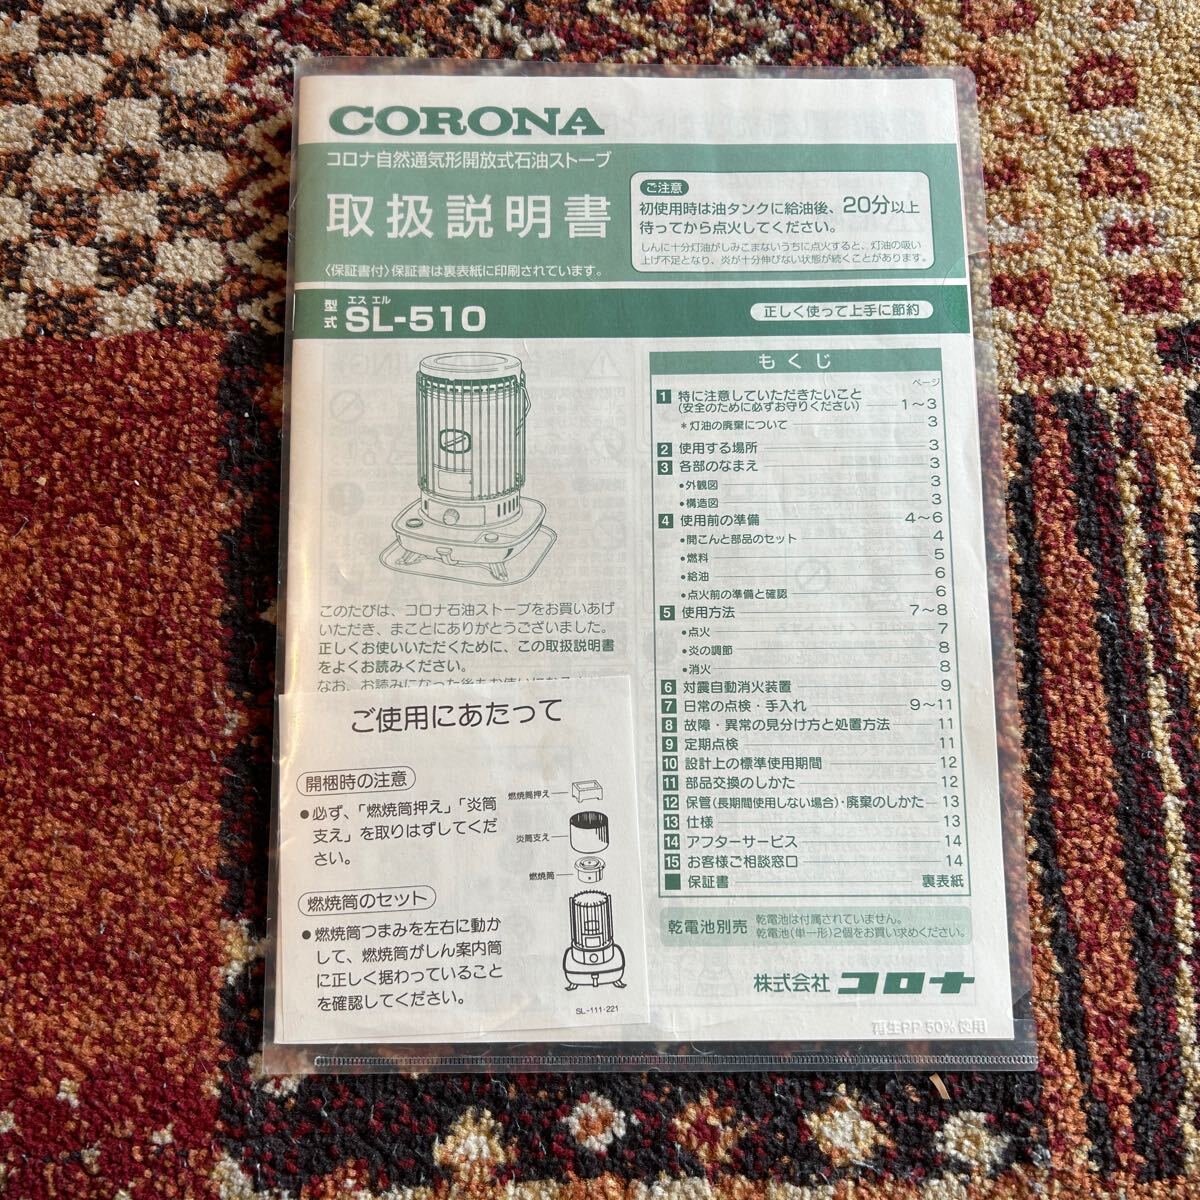 CORONA
コロナ自然通気形開放式石油ストーブ
取扱説明書
〈保証書付〉保証書は裏表紙に印刷されています。
ご注意
初使用時は油タンクに給油後、20分以上
待ってから点火してください。
しんに十分灯油がしみこまないうちに点火すると、灯油の吸い
上げ不足となり、炎が十分伸びない状態が続くことがあります。
エス エル
型式 SL-510
正しく使って上手に節約
このたびは、コロナ石油ストーブをお買いあげ
いただき、まことにありがとうございました。
正しくお使いいただくために、この取扱説明書
をよくお読みください。
なお、お読みになった後も
もくじ
ページ
1 特に注意していただきたいこと
(安全のために必ずお守りください) 1〜3
＊灯油の廃棄について 3
2 使用する場所 3
3 各部のなまえ 3
●外観図 3
●構造図 3
4 使用前の準備 4〜6
●開こんと部品のセット 4
●燃料 5
●給油 6
●点火前の準備と確認 6
5 使用方法 7〜8
●点火 7
●炎の調節 8
●消火 8
6 対震自動消火装置 9
7 日常の点検・手入れ 9〜11
8 故障・異常の見分け方と処置方法 11
9 定期点検 11
10 設計上の標準使用期間 12
11 部品交換のしかた 12
12 保管(長期間使用しない場合)・廃棄のしかた 13
13 仕様 13
14 アフターサービス 14
15 お客様ご相談窓口 14
■ 保証書 裏表紙
乾電池別売
乾電池は付属されていません。
乾電池(単一形)2個をお買い求めください。
株式会社 コロナ
再生PP 50%使用
ご使用にあたって
開梱時の注意
●必ず、「燃焼筒押え」「炎筒
支え」を取りはずしてくだ
さい。
燃焼筒押え
炎筒支え
燃焼筒
燃焼筒のセット
●燃焼筒つまみを左右に動か
して、燃焼筒がしん案内筒
に正しく据わっていること
を確認してください。
SL-111・221